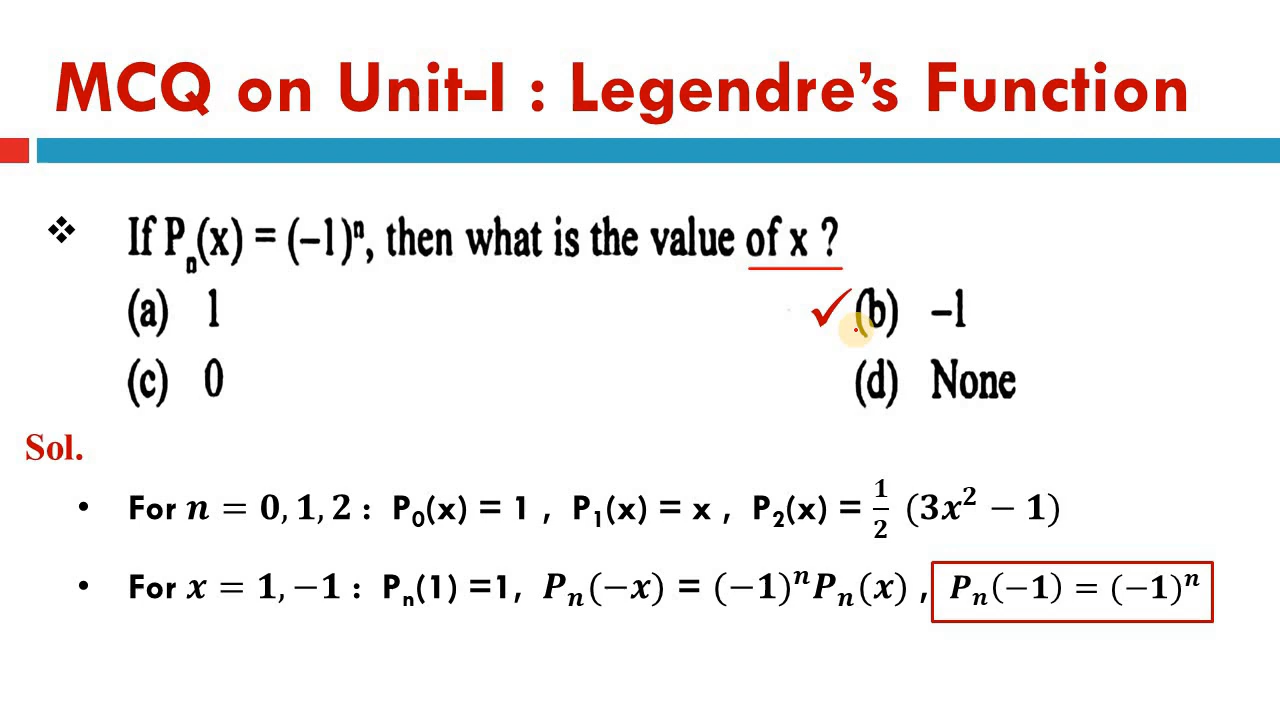 MCQ on Unit-I : Legendre’s Function
❖ If Pₙ(x) = (–1)ⁿ, then what is the value of x ?
(a) 1 ✓(b) –1
(c) 0 (d) None
Sol.
• For 𝒏 = 𝟎, 𝟏, 𝟐 : P₀(x) = 1 , P₁(x) = x , P₂(x) = 𝟏/𝟐 (𝟑𝒙² − 𝟏)
• For 𝒙 = 𝟏, −𝟏 : Pₙ(1) =1, 𝑷ₙ(−𝒙) = (−𝟏)ⁿ𝑷ₙ(𝒙) , 𝑷ₙ(−𝟏) = (−𝟏)ⁿ